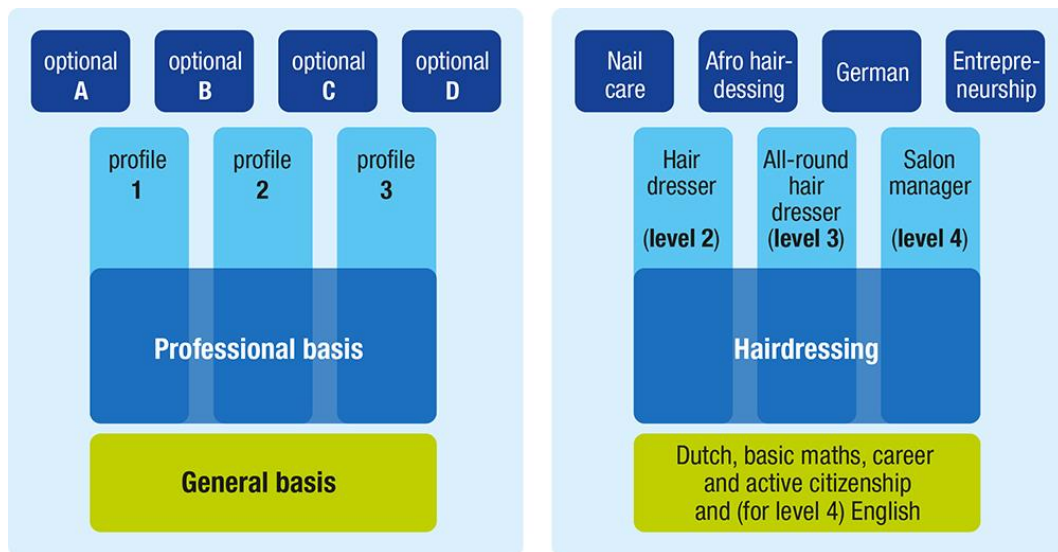 optional
A
optional
B
optional
C
optional
D
profile
1
profile
2
profile
3
Professional basis
General basis
Nail
care
Afro hair-
dessing
German
Entrepre-
neurship
Hair
dresser
(level 2)
All-round
hair
dresser
(level 3)
Salon
manager
(level 4)
Hairdressing
Dutch, basic maths, career
and active citizenship
and (for level 4) English